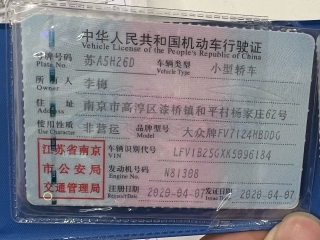 中华人民共和国机动车行驶证
Vehicle License of the People's Republic of China
号牌号码 苏A5H26D 车辆类型 小型轿车
Plate No. Vehicle Type
所有人 李梅
Owner
住址 南京市高淳区漆桥镇和平村杨家庄62号
Address
使用性质 非营运 品牌型号 大众牌FV7124HBDDG
Use Character Model
江苏省南京市公安局交通管理局
车辆识别代号 LFV1B25GXK5096184
VIN
发动机号码 N81308
Engine No.
注册日期 2020-04-07 发证日期 2020-04-07
Register Date Issue Date